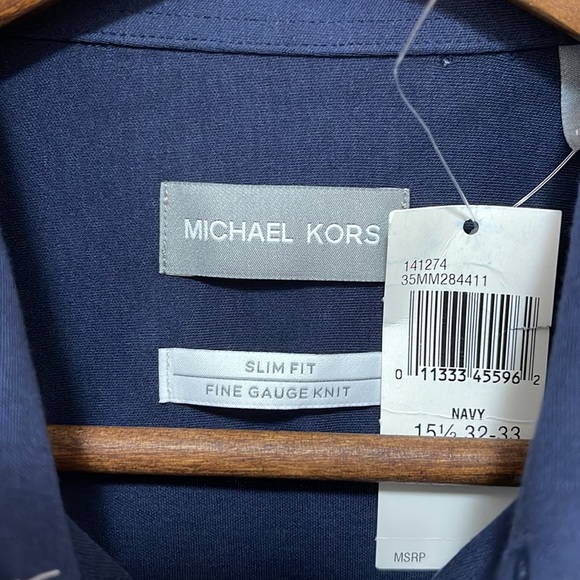 MICHAEL KORS
SLIM FIT
FINE GAUGE KNIT
141274
35MM284411
0 11333 45596 2
NAVY
15½ 32-33
MSRP